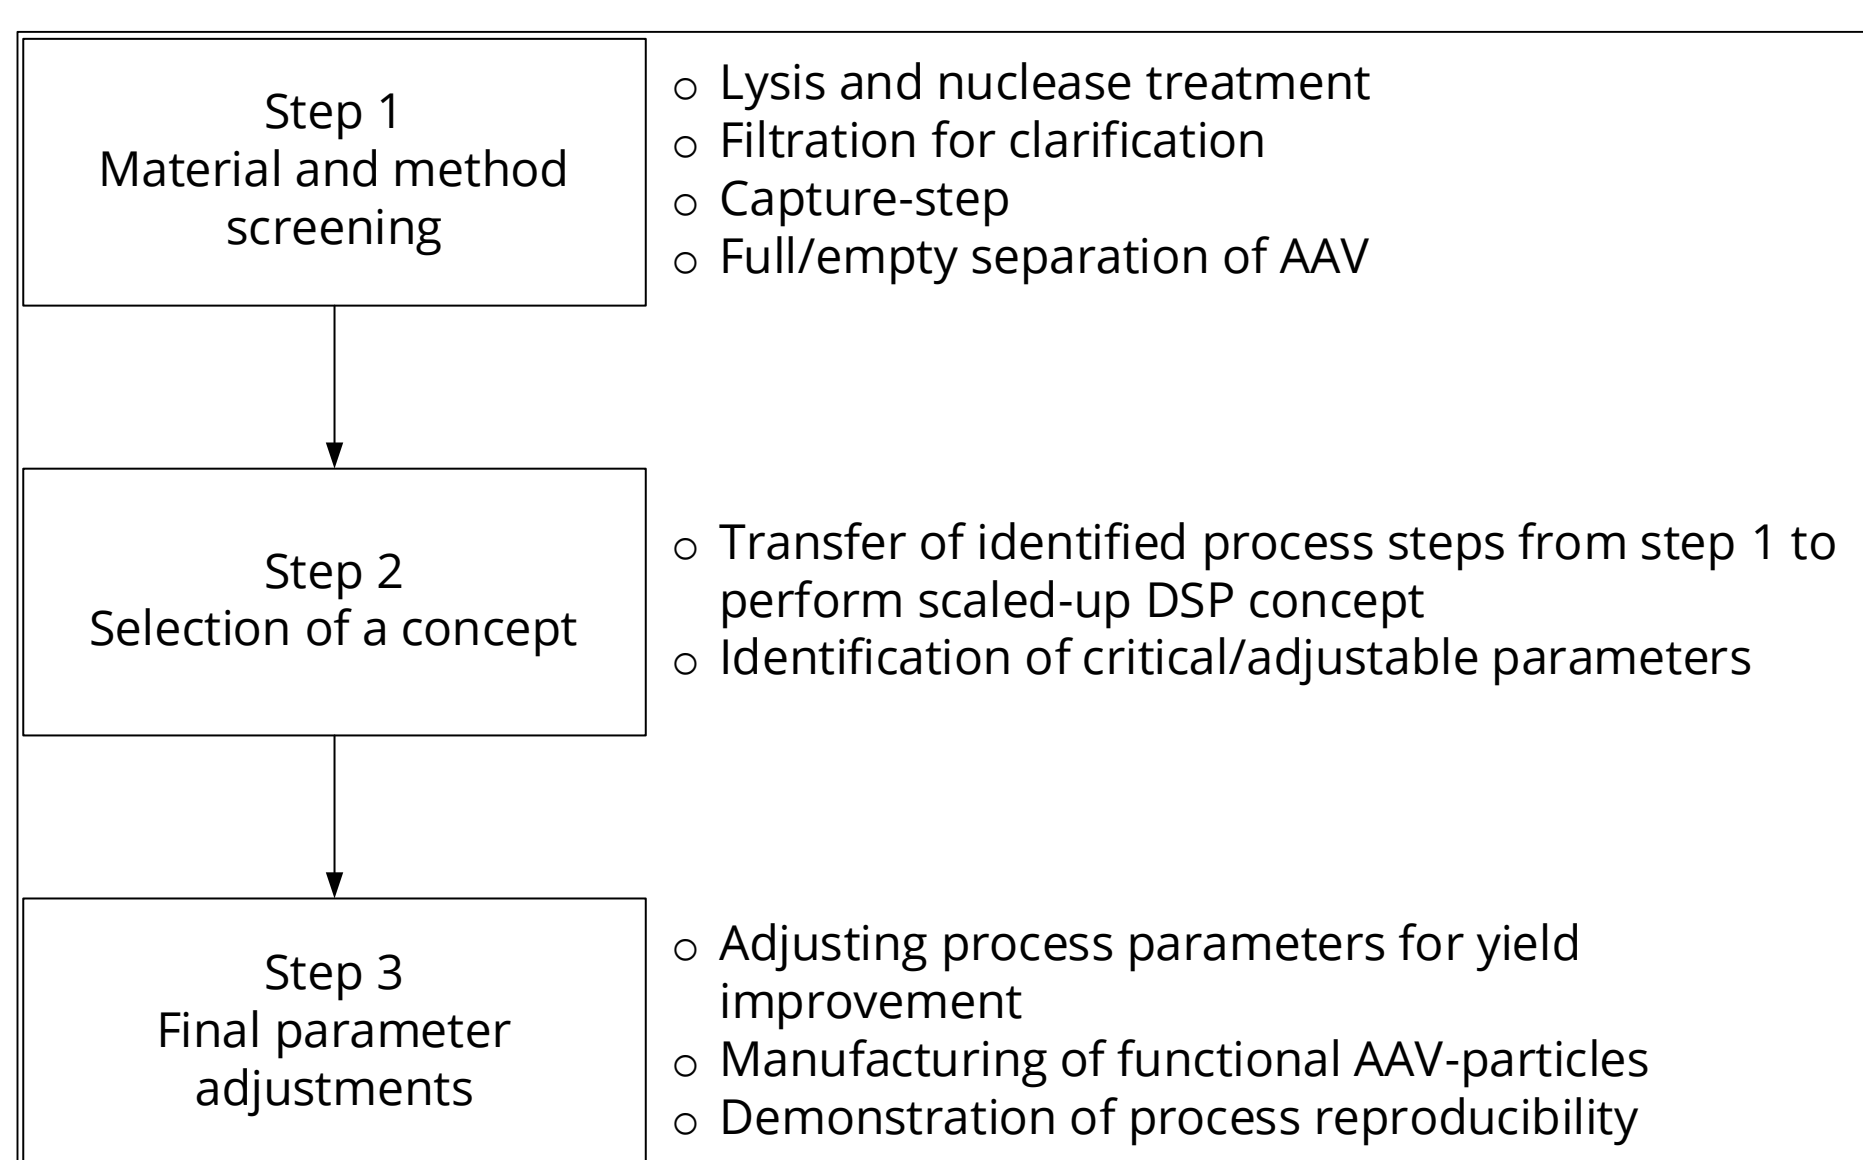 Step 1
Material and method
screening
○ Lysis and nuclease treatment
○ Filtration for clarification
○ Capture-step
○ Full/empty separation of AAV
Step 2
Selection of a concept
○ Transfer of identified process steps from step 1 to
perform scaled-up DSP concept
○ Identification of critical/adjustable parameters
Step 3
Final parameter
adjustments
○ Adjusting process parameters for yield
improvement
○ Manufacturing of functional AAV-particles
○ Demonstration of process reproducibility